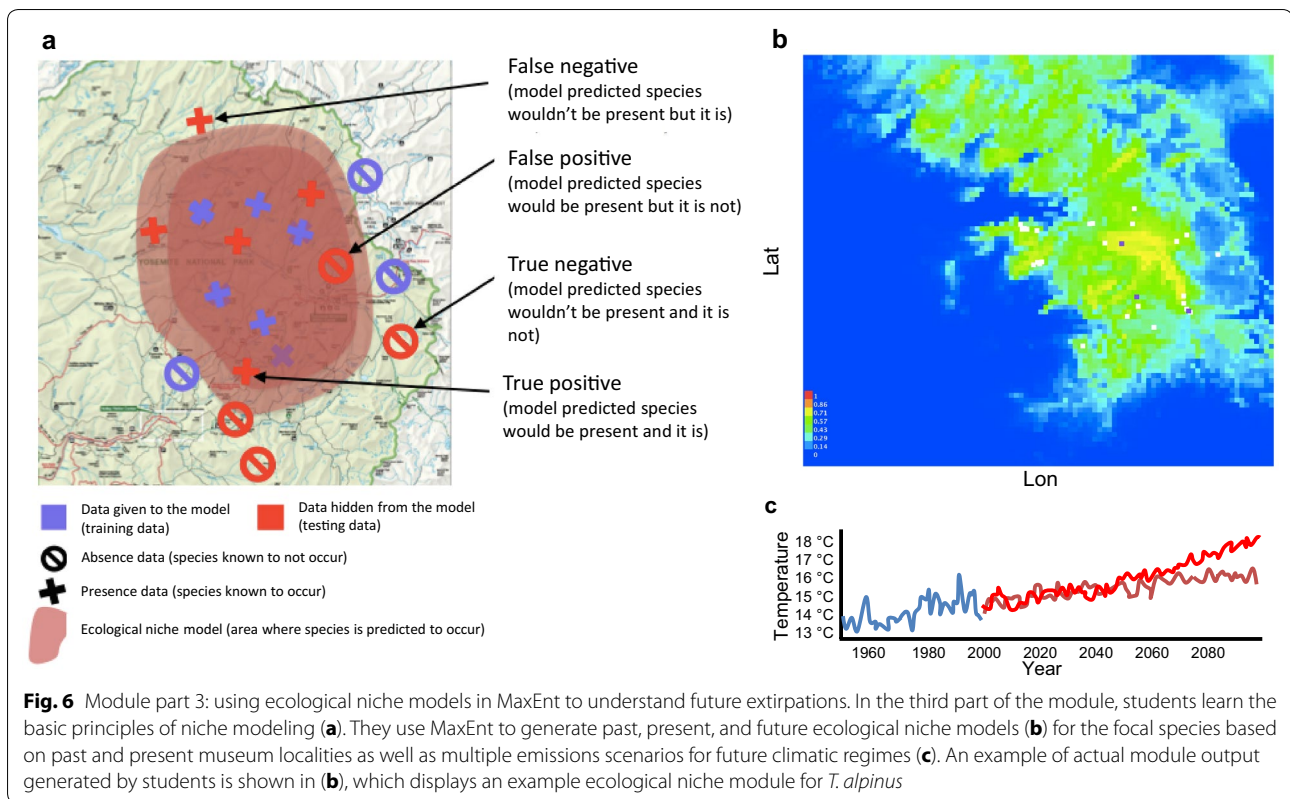 a
False negative
(model predicted species
wouldn't be present but it is)
False positive
(model predicted species
would be present but it is not)
True negative
(model predicted species
wouldn't be present and it is
not)
True positive
(model predicted species
would be present and it is)
YOSEMITE NATIONAL PARK
Data given to the model
(training data)
Data hidden from the model
(testing data)
Absence data (species known to not occur)
Presence data (species known to occur)
Ecological niche model (area where species is predicted to occur)
b
Lat
1
0.86
0.71
0.57
0.43
0.29
0.14
0
Lon
c
Temperature
18 °C
17 °C
16 °C
15 °C
14 °C
13 °C
1960 1980 2000 2020 2040 2060 2080
Year
Fig. 6 Module part 3: using ecological niche models in MaxEnt to understand future extirpations. In the third part of the module, students learn the
basic principles of niche modeling (a). They use MaxEnt to generate past, present, and future ecological niche models (b) for the focal species based
on past and present museum localities as well as multiple emissions scenarios for future climatic regimes (c). An example of actual module output
generated by students is shown in (b), which displays an example ecological niche module for T. alpinus